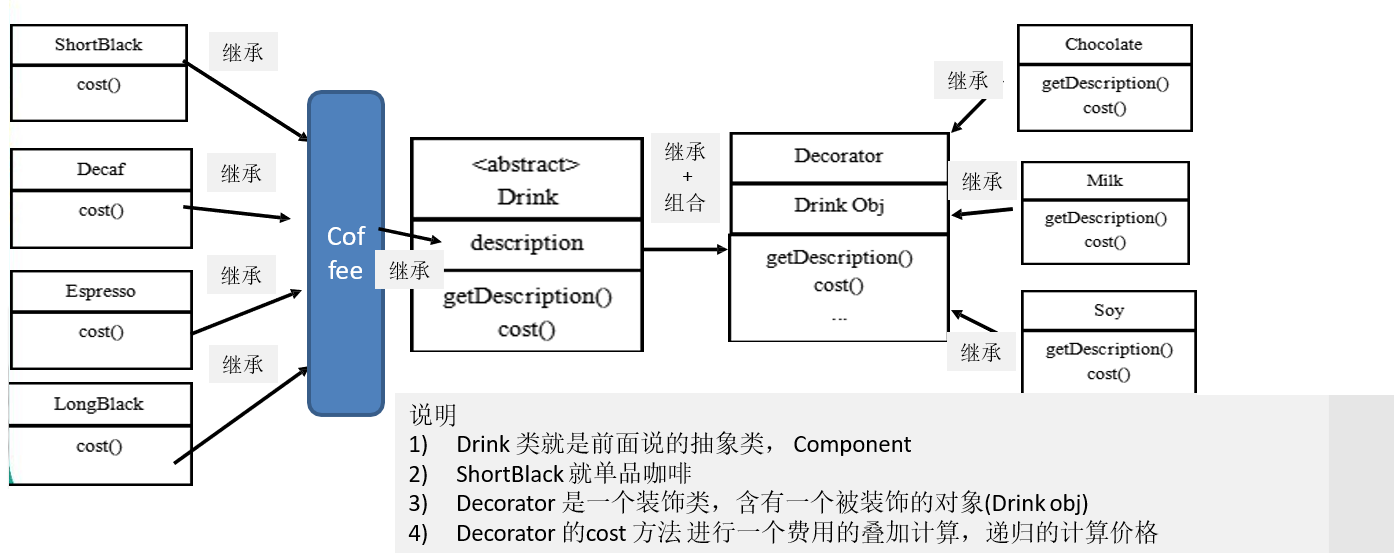 ShortBlack
cost()
继承
Decaf
cost()
继承
Espresso
cost()
继承
LongBlack
cost()
继承
Cof
fee
继承
<abstract>
Drink
description
getDescription()
cost()
继承
+
组合
Decorator
Drink Obj
getDescription()
cost()
...
继承
Chocolate
getDescription()
cost()
继承
Milk
getDescription()
cost()
继承
Soy
getDescription()
cost()
说明
1) Drink 类就是前面说的抽象类， Component
2) ShortBlack 就单品咖啡
3) Decorator 是一个装饰类，含有一个被装饰的对象(Drink obj)
4) Decorator 的cost 方法 进行一个费用的叠加计算，递归的计算价格